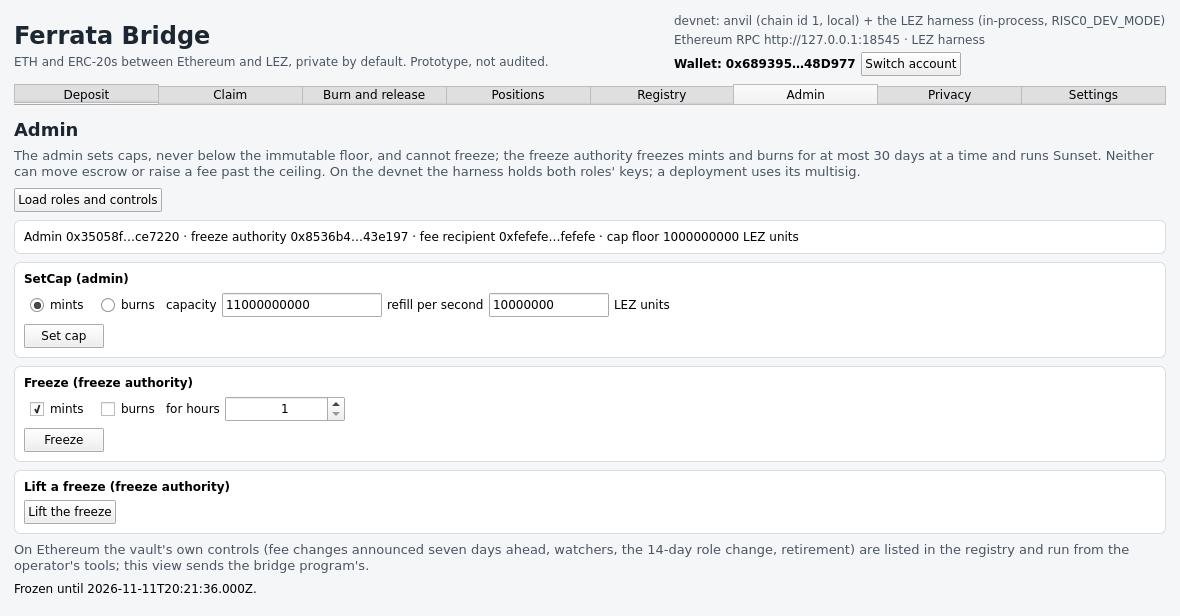 Ferrata Bridge
ETH and ERC-20s between Ethereum and LEZ, private by default. Prototype, not audited.
devnet: anvil (chain id 1, local) + the LEZ harness (in-process, RISC0_DEV_MODE)
Ethereum RPC http://127.0.0.1:18545 · LEZ harness
Wallet: 0x689395…48D977 Switch account
Deposit Claim Burn and release Positions Registry Admin Privacy Settings
Admin
The admin sets caps, never below the immutable floor, and cannot freeze; the freeze authority freezes mints and burns for at most 30 days at a time and runs Sunset. Neither
can move escrow or raise a fee past the ceiling. On the devnet the harness holds both roles' keys; a deployment uses its multisig.
Load roles and controls
Admin 0x35058f…ce7220 · freeze authority 0x8536b4…43e197 · fee recipient 0xfefefe…fefefe · cap floor 1000000000 LEZ units
SetCap (admin)
mints burns capacity 11000000000 refill per second 10000000 LEZ units
Set cap
Freeze (freeze authority)
mints burns for hours 1
Freeze
Lift a freeze (freeze authority)
Lift the freeze
On Ethereum the vault's own controls (fee changes announced seven days ahead, watchers, the 14-day role change, retirement) are listed in the registry and run from the
operator's tools; this view sends the bridge program's.
Frozen until 2026-11-11T20:21:36.000Z.